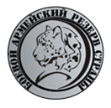 БОЕВОЙ АРМЕЙСКИЙ РЕЗЕРВ СТРАНЫ